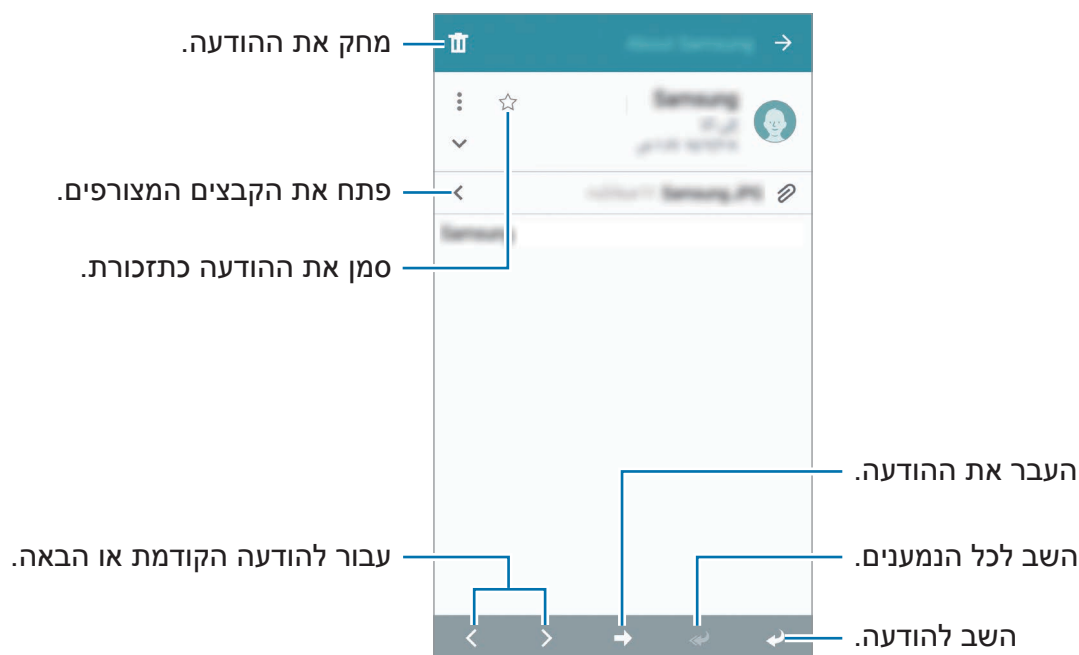 מחק את ההודעה.
פתח את הקבצים המצורפים.
סמן את ההודעה כתזכורת.
העבר את ההודעה.
עבור להודעה הקודמת או הבאה.
השב לכל הנמענים.
השב להודעה.